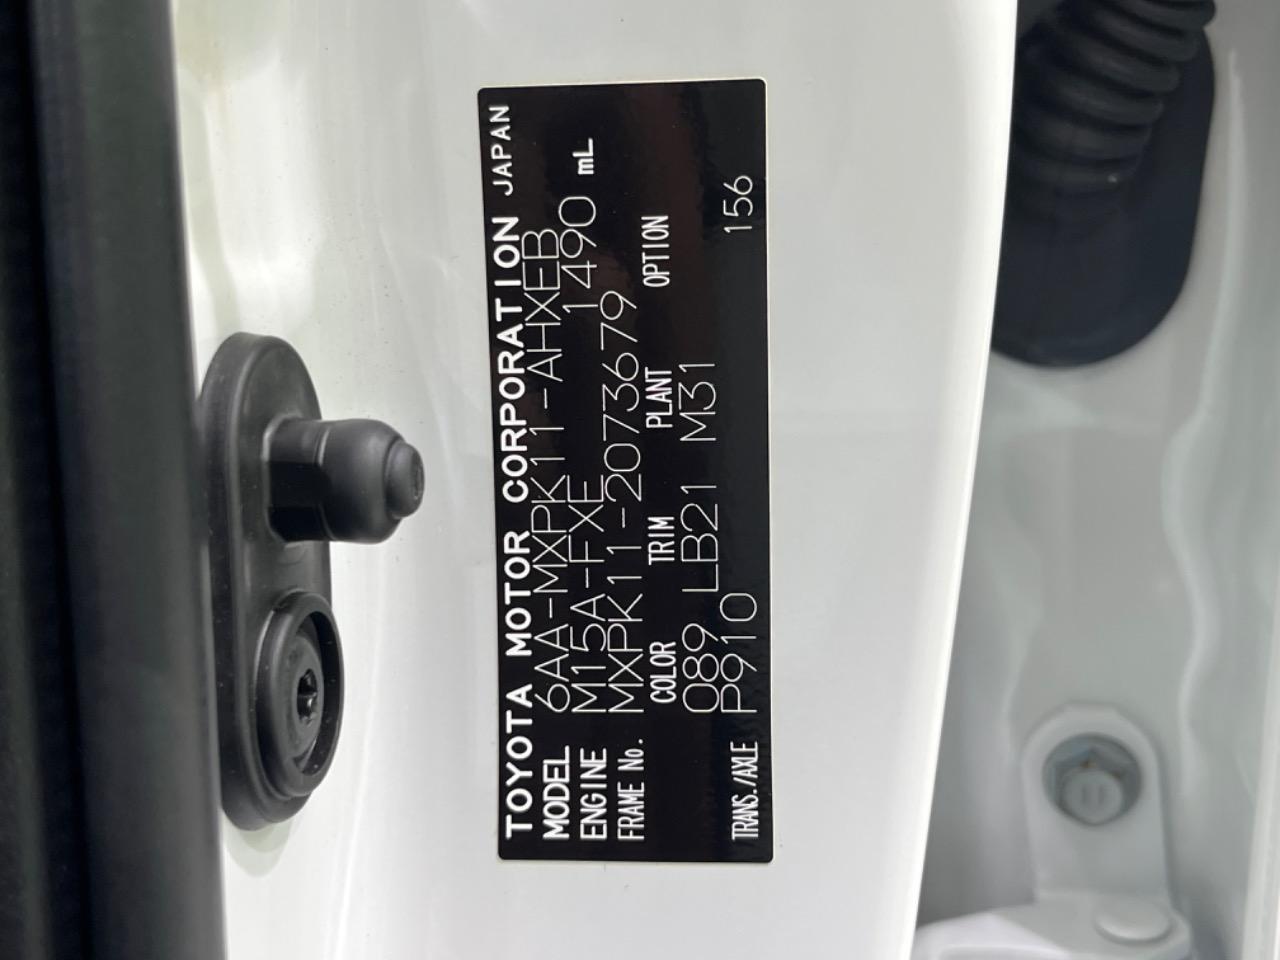 TOYOTA MOTOR CORPORATION JAPAN
MODEL 6AA-MXPK11-AHXEB
ENGINE M15A-FXE 1490 mL
FRAME No. MXPK11-2073679
COLOR TRIM PLANT OPTION
089 LB21 M31
TRANS./AXLE P910 156